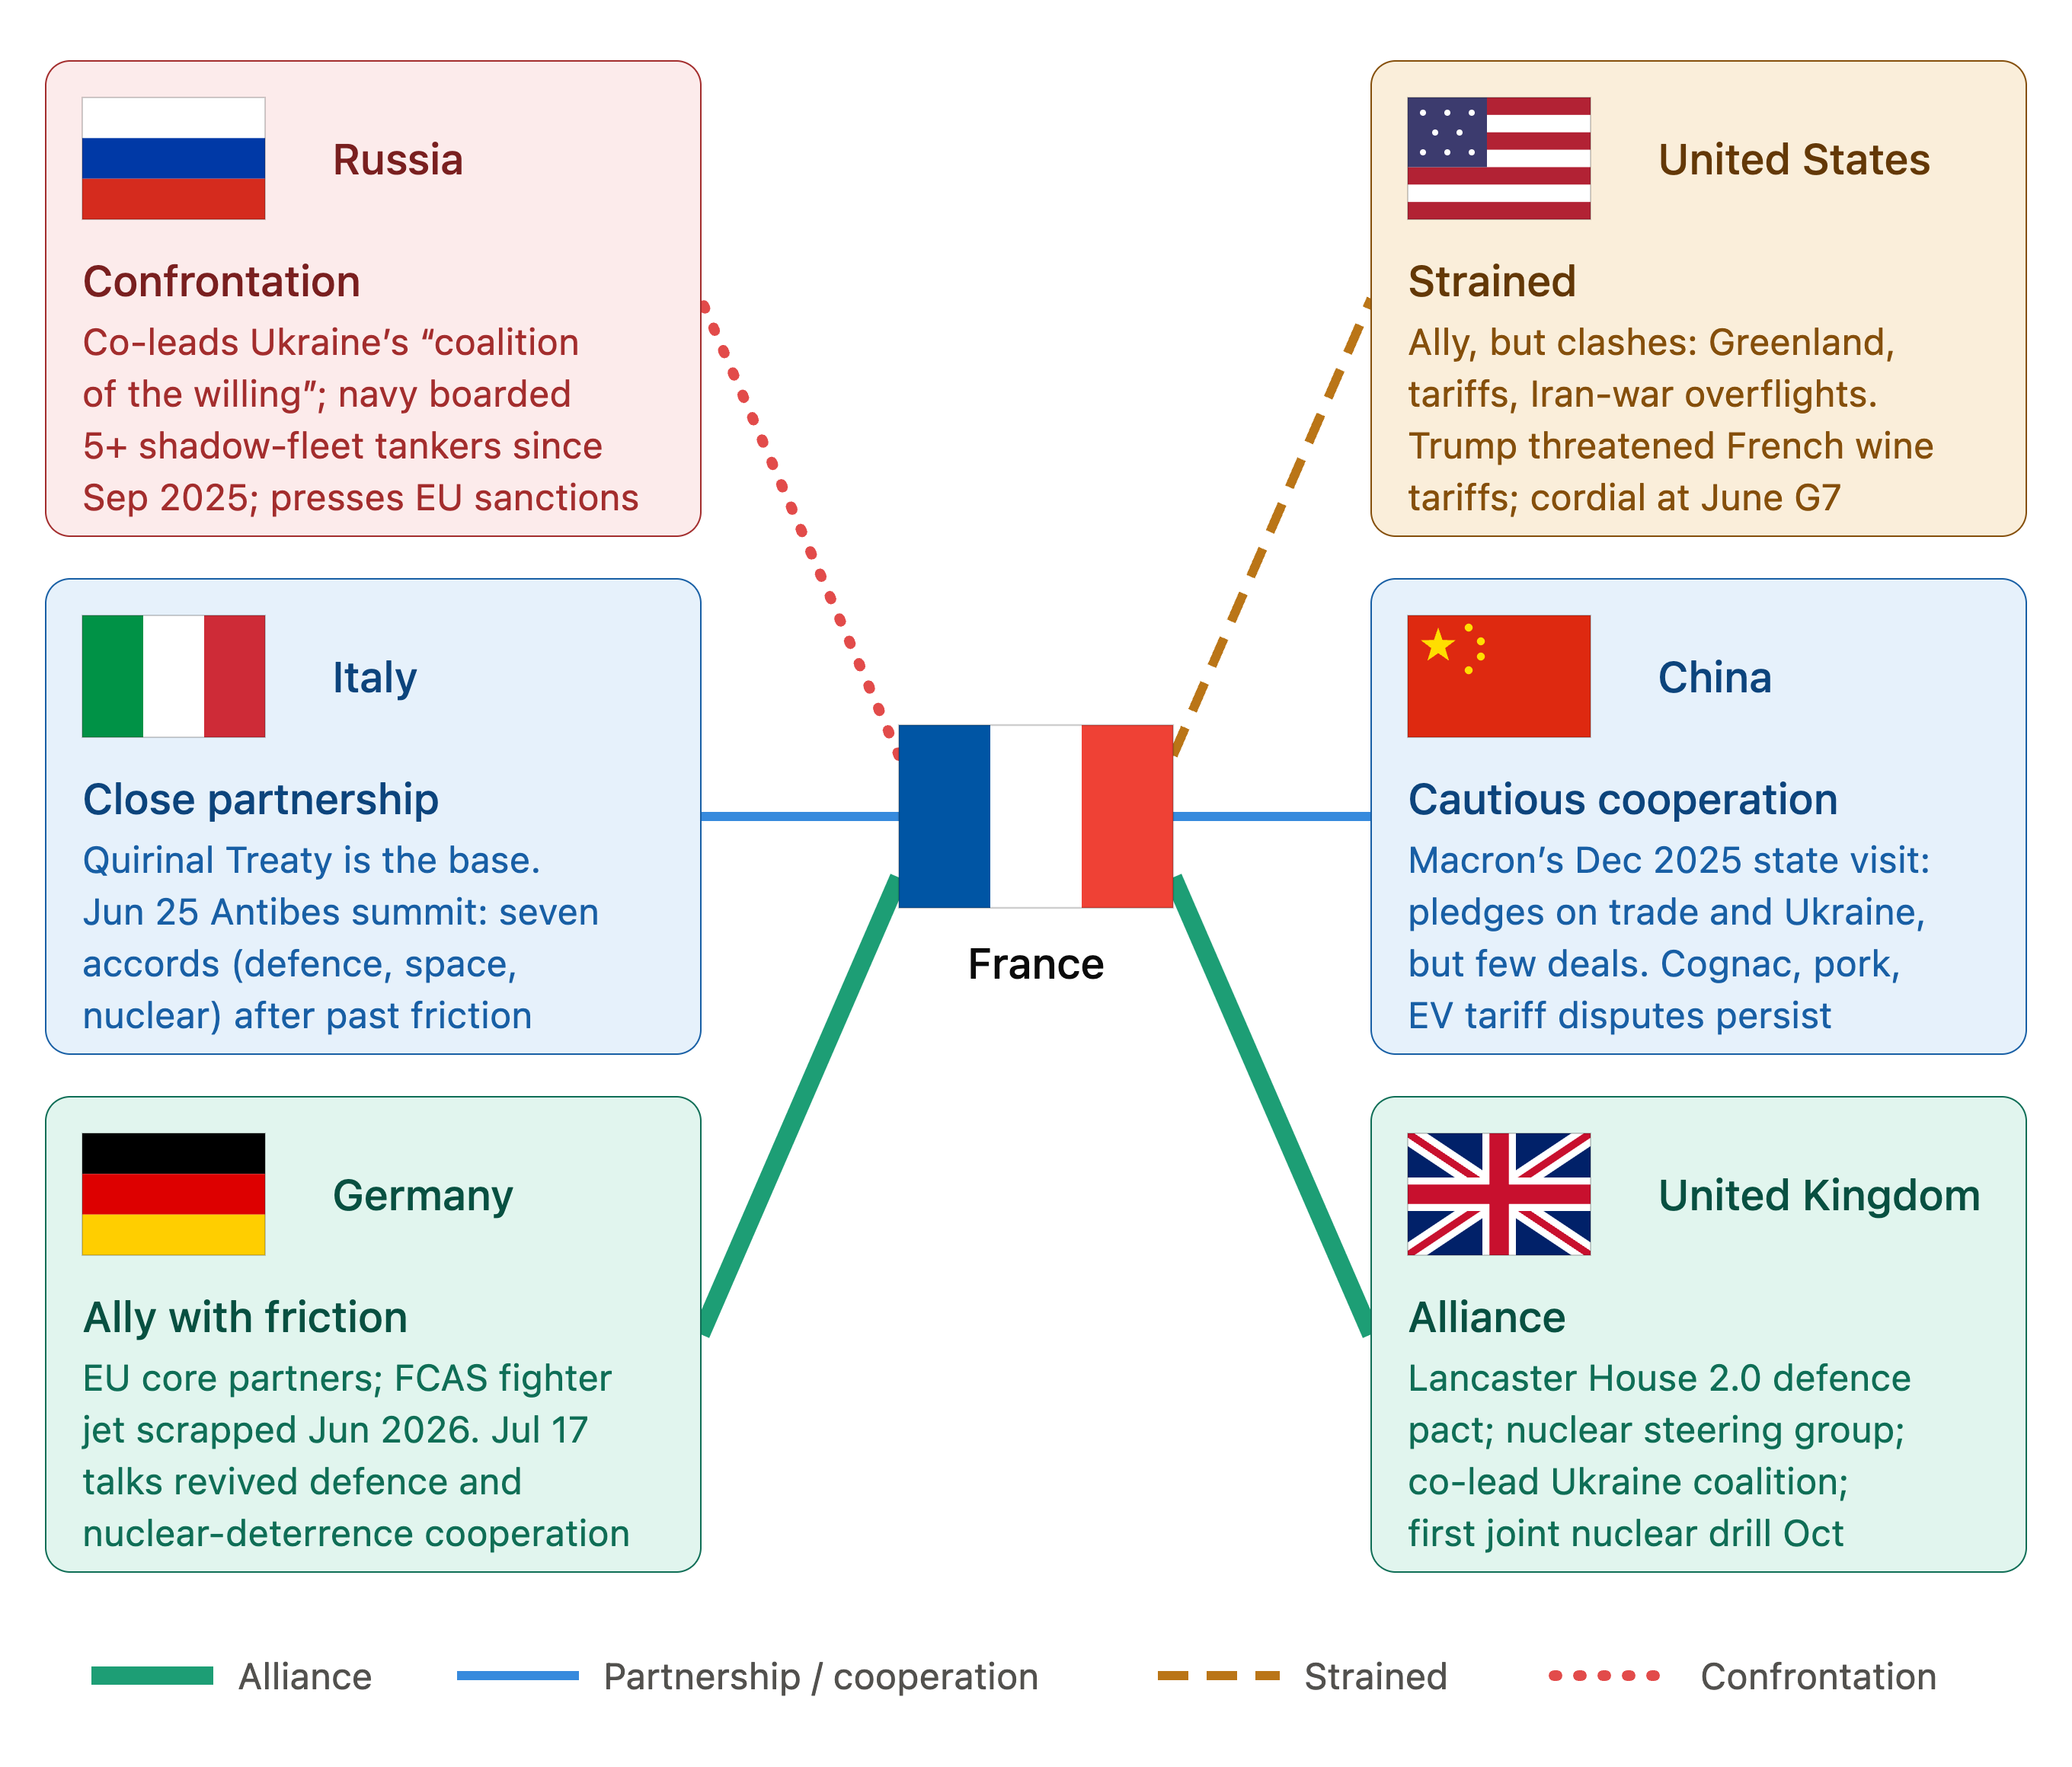 Russia
Confrontation
Co-leads Ukraine’s “coalition
of the willing”; navy boarded
5+ shadow-fleet tankers since
Sep 2025; presses EU sanctions
United States
Strained
Ally, but clashes: Greenland,
tariffs, Iran-war overflights.
Trump threatened French wine
tariffs; cordial at June G7
Italy
Close partnership
Quirinal Treaty is the base.
Jun 25 Antibes summit: seven
accords (defence, space,
nuclear) after past friction
France
China
Cautious cooperation
Macron’s Dec 2025 state visit:
pledges on trade and Ukraine,
but few deals. Cognac, pork,
EV tariff disputes persist
Germany
Ally with friction
EU core partners; FCAS fighter
jet scrapped Jun 2026. Jul 17
talks revived defence and
nuclear-deterrence cooperation
United Kingdom
Alliance
Lancaster House 2.0 defence
pact; nuclear steering group;
co-lead Ukraine coalition;
first joint nuclear drill Oct
Alliance
Partnership / cooperation
Strained
Confrontation